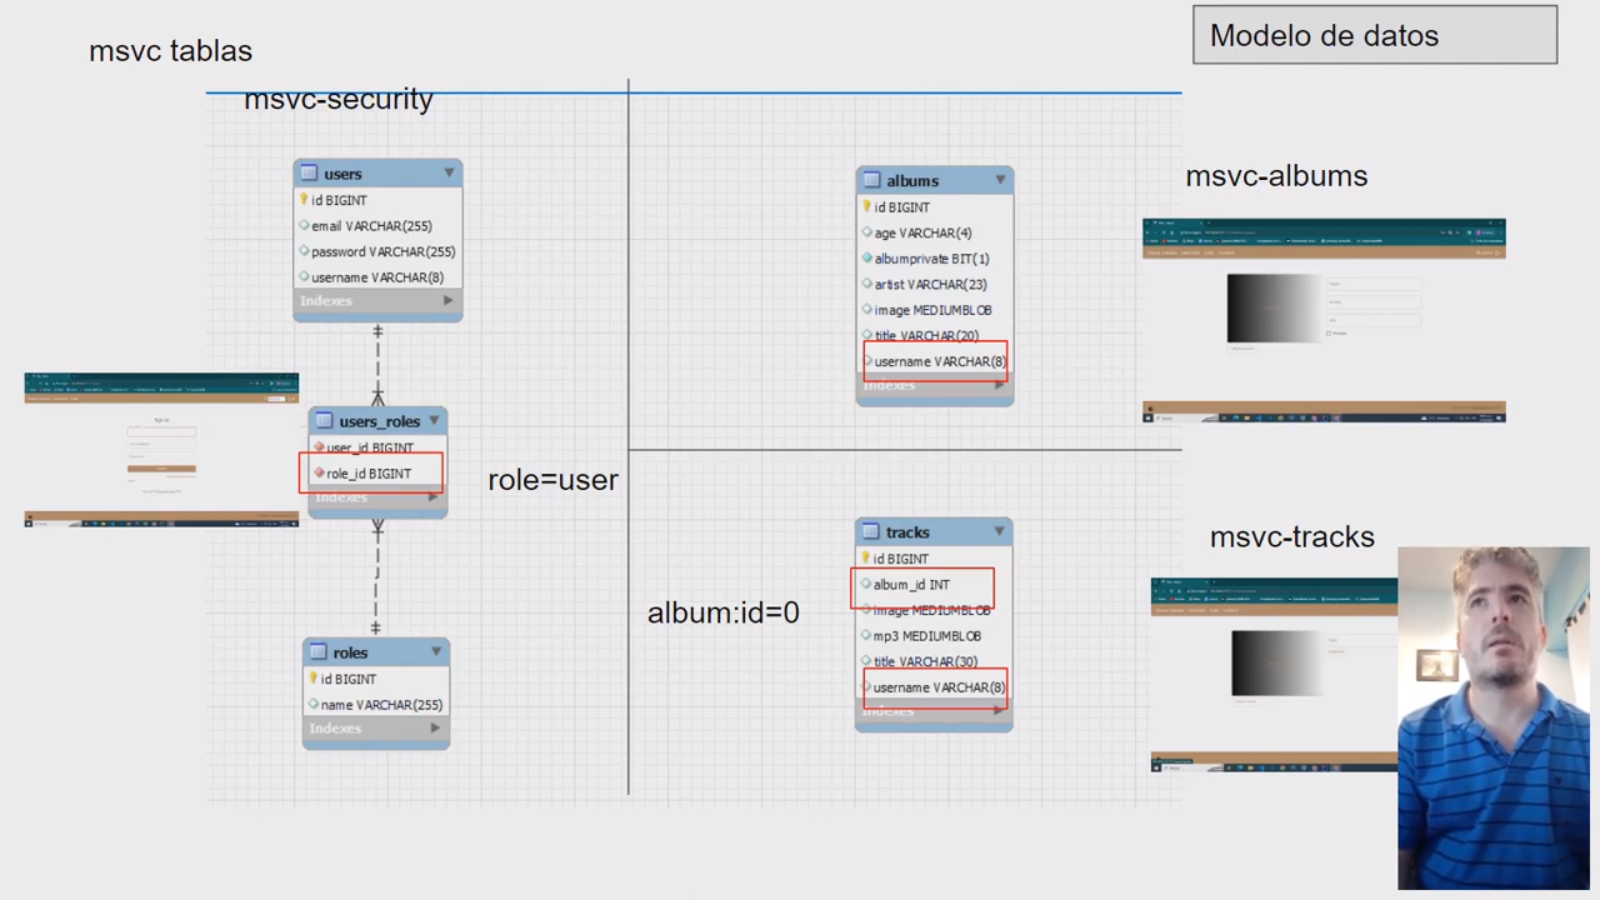 msvc tablas
Modelo de datos
msvc-security
users
id BIGINT
email VARCHAR(255)
password VARCHAR(255)
username VARCHAR(8)
Indexes
users_roles
user_id BIGINT
role_id BIGINT
Indexes
role=user
roles
id BIGINT
name VARCHAR(255)
Indexes
albums
id BIGINT
age VARCHAR(4)
albumprivate BIT(1)
artist VARCHAR(23)
image MEDIUMBLOB
title VARCHAR(20)
username VARCHAR(8)
Indexes
msvc-albums
tracks
id BIGINT
album_id INT
image MEDIUMBLOB
mp3 MEDIUMBLOB
title VARCHAR(30)
username VARCHAR(8)
Indexes
album:id=0
msvc-tracks